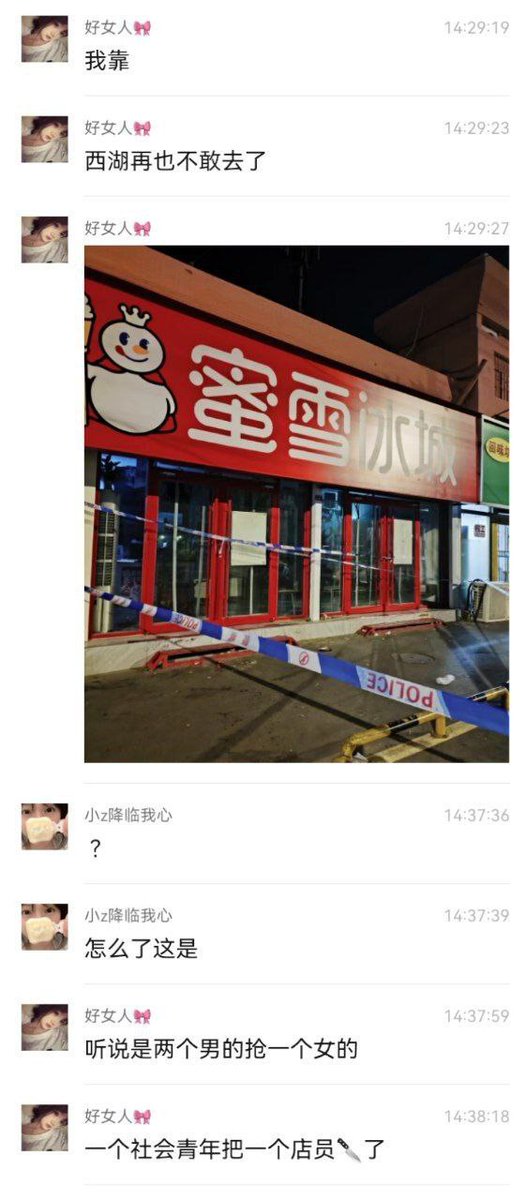 好女人🎀 14:29:19
我靠
好女人🎀 14:29:23
西湖再也不敢去了
好女人🎀 14:29:27
蜜雪冰城
POLICE
POLICE
小z降临我心 14:37:36
？
小z降临我心 14:37:39
怎么了这是
好女人🎀 14:37:59
听说是两个男的抢一个女的
好女人🎀 14:38:18
一个社会青年把一个店员🔪了